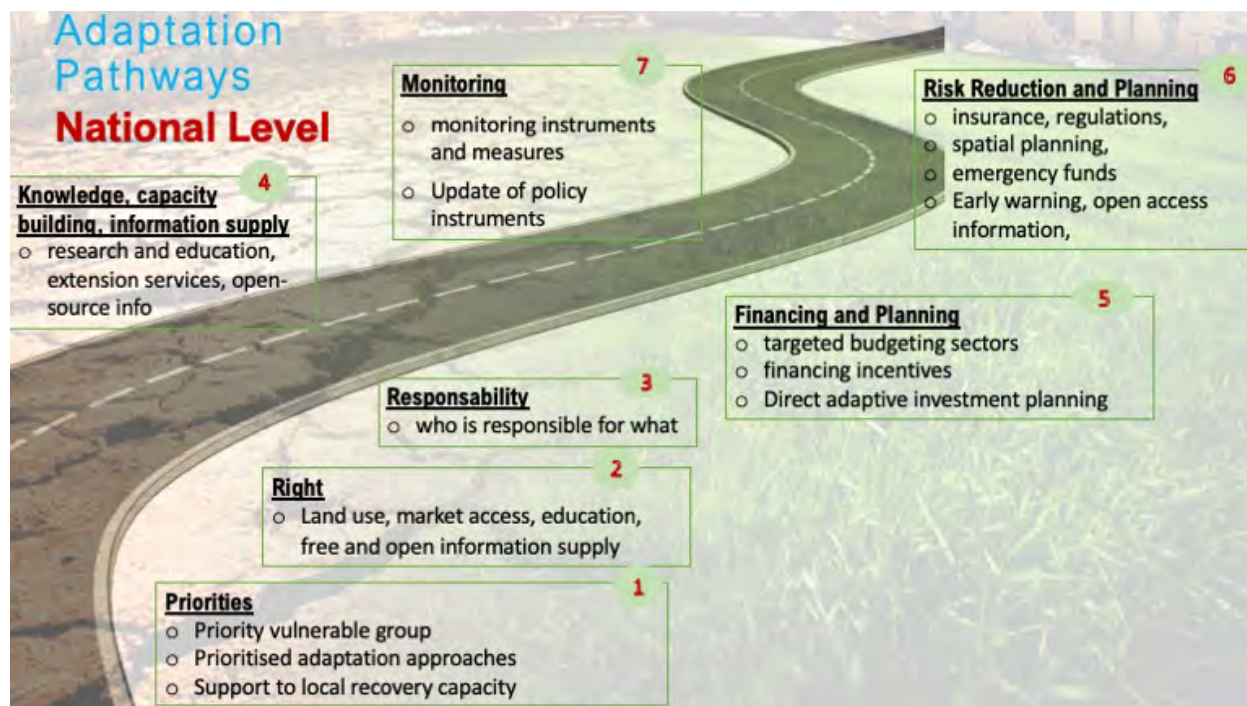 Adaptation
Pathways
National Level
7
Monitoring
o monitoring instruments
and measures
o Update of policy
instruments
6
Risk Reduction and Planning
o insurance, regulations,
o spatial planning,
o emergency funds
o Early warning, open access
information,
4
Knowledge, capacity
building, information supply
o research and education,
extension services, open-
source info
5
Financing and Planning
o targeted budgeting sectors
o financing incentives
o Direct adaptive investment planning
3
Responsability
o who is responsible for what
2
Right
o Land use, market access, education,
free and open information supply
1
Priorities
o Priority vulnerable group
o Prioritised adaptation approaches
o Support to local recovery capacity